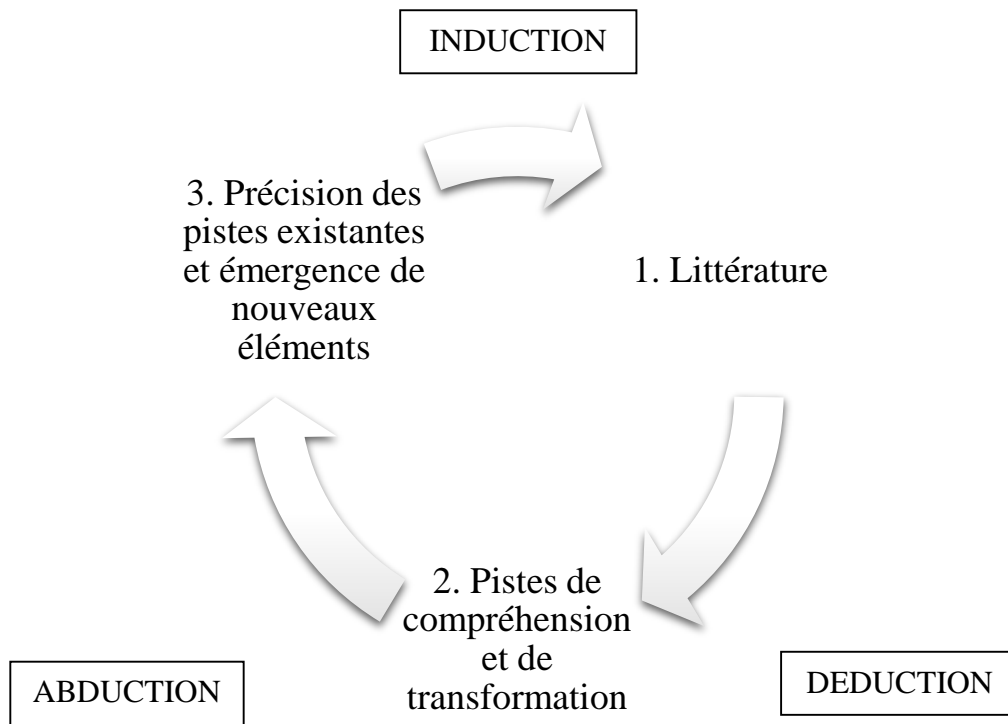 INDUCTION
3. Précision des
pistes existantes
et émergence de
nouveaux
éléments
1. Littérature
2. Pistes de
compréhension
et de
transformation
ABDUCTION
DEDUCTION